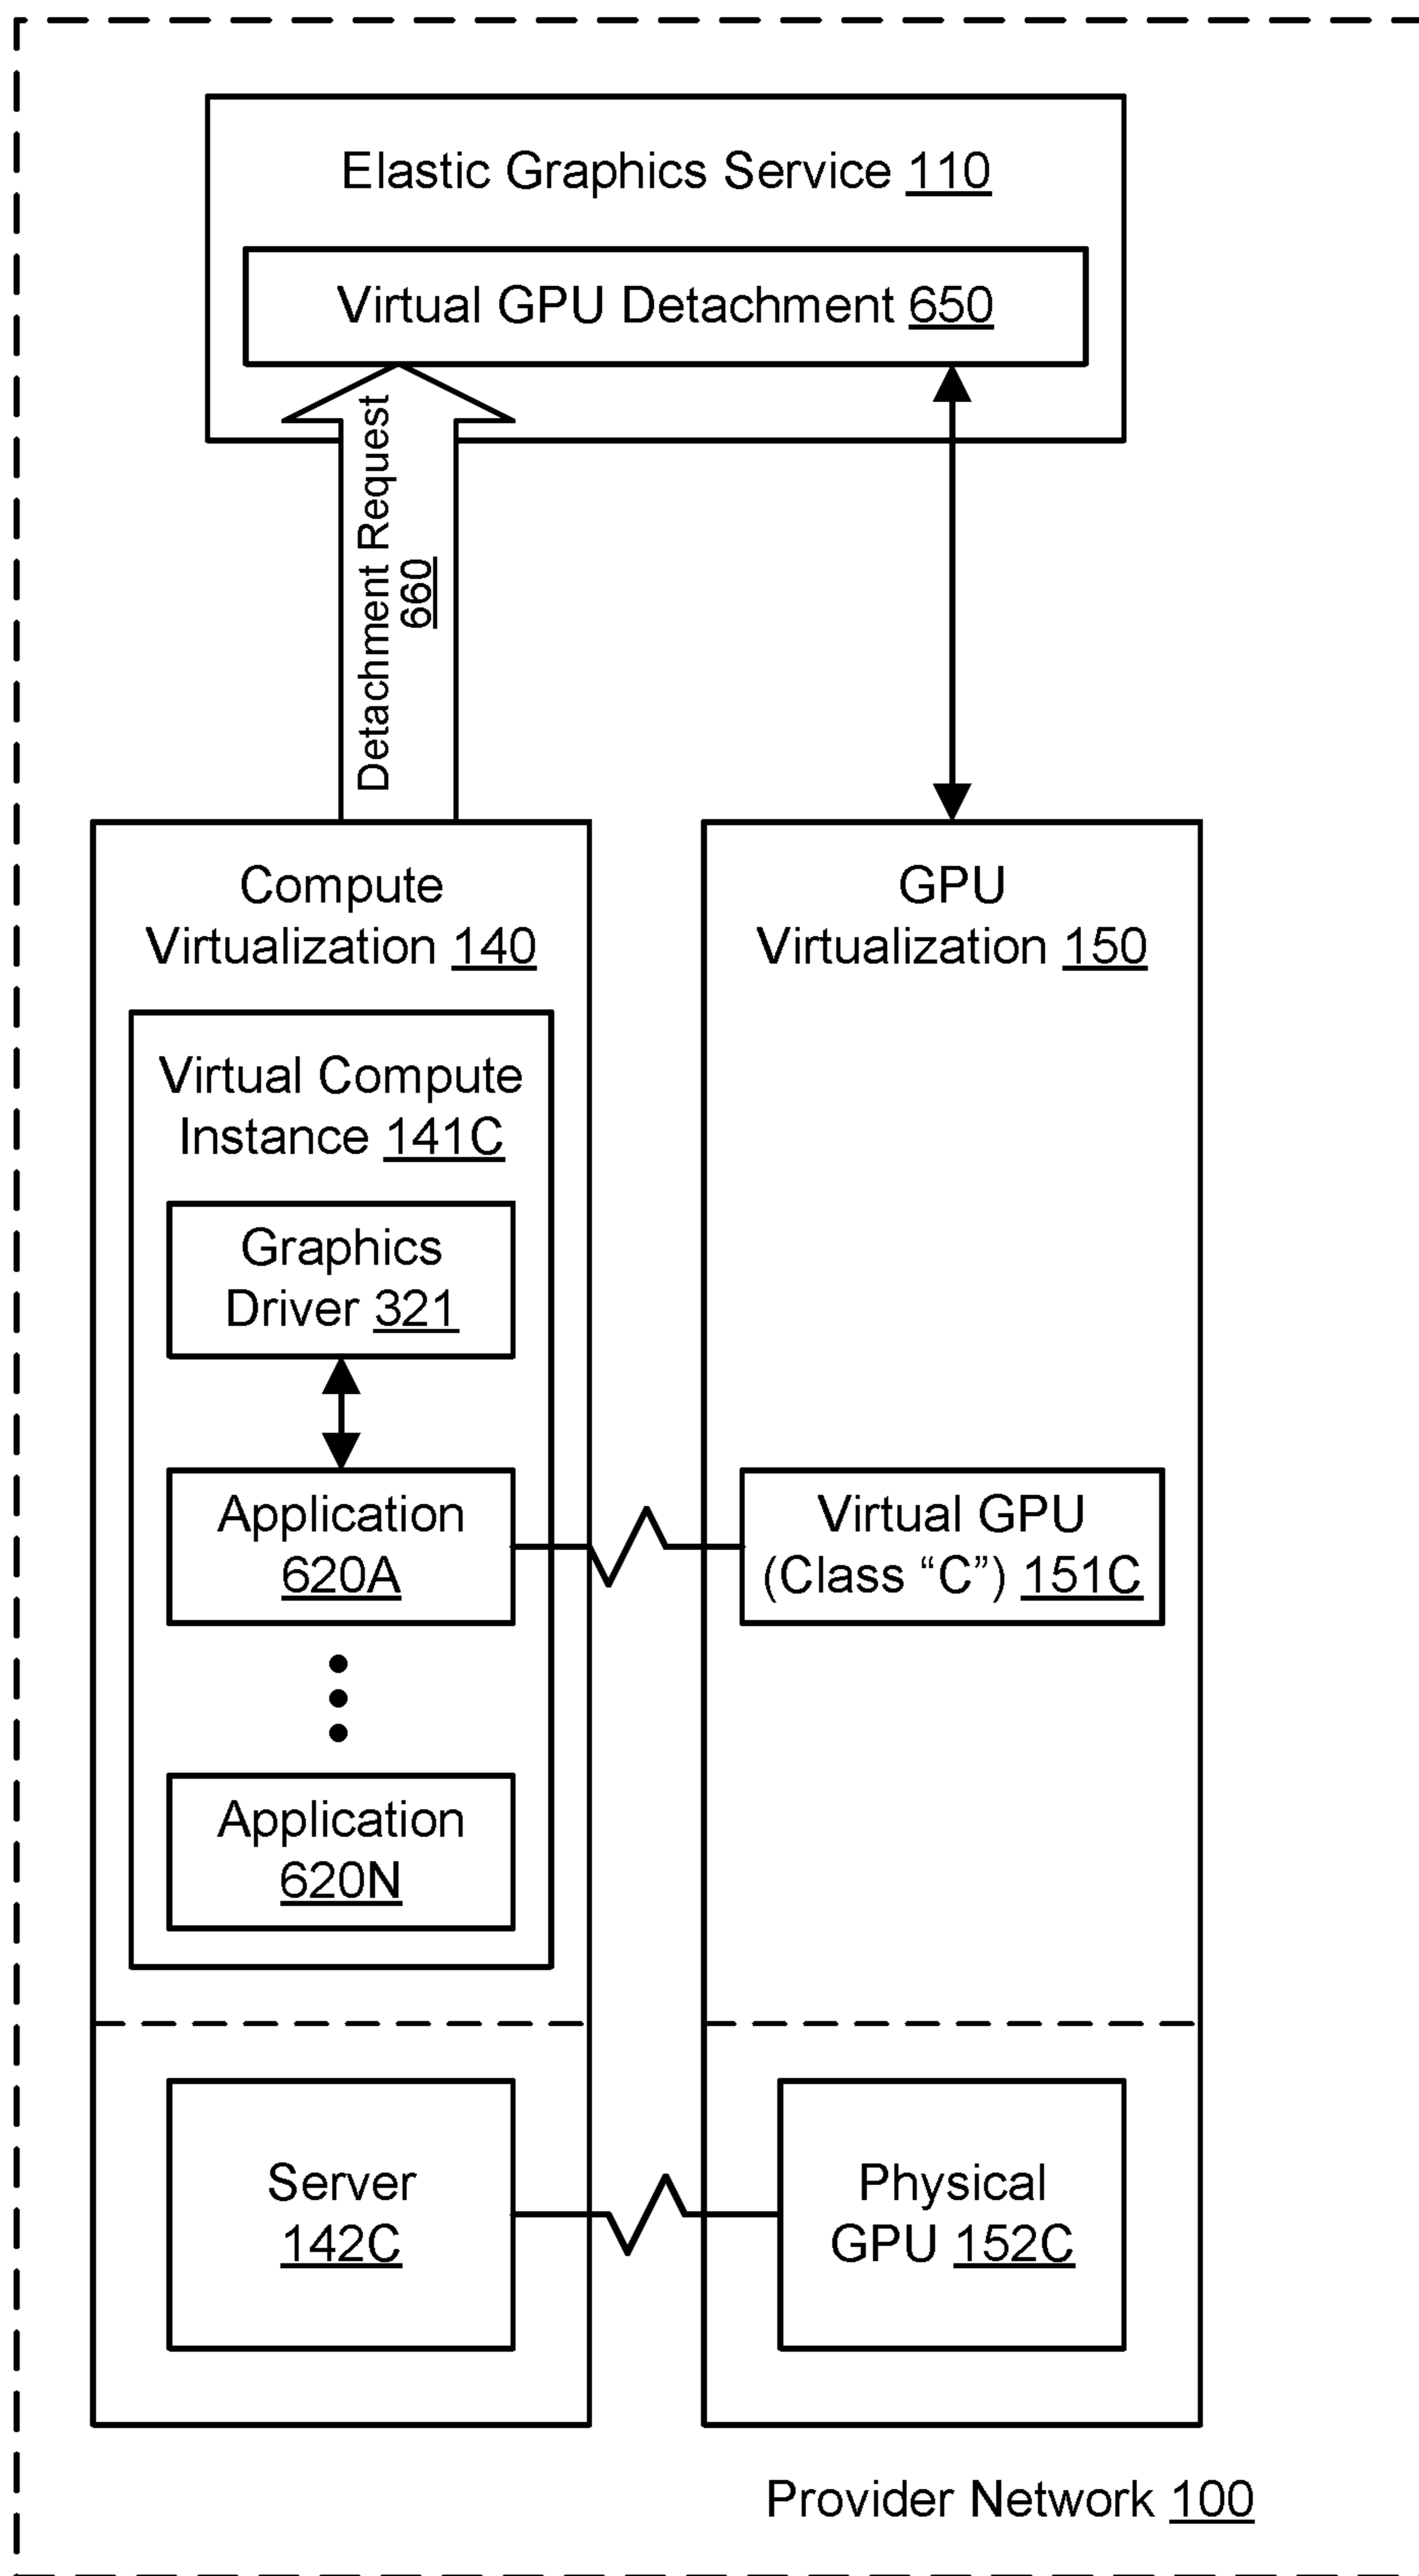 Elastic Graphics Service 110
Virtual GPU Detachment 650
Detachment Request
660
Compute
Virtualization 140
GPU
Virtualization 150
Virtual Compute
Instance 141C
Graphics
Driver 321
Application
620A
Virtual GPU
(Class “C”) 151C
Application
620N
Server
142C
Physical
GPU 152C
Provider Network 100